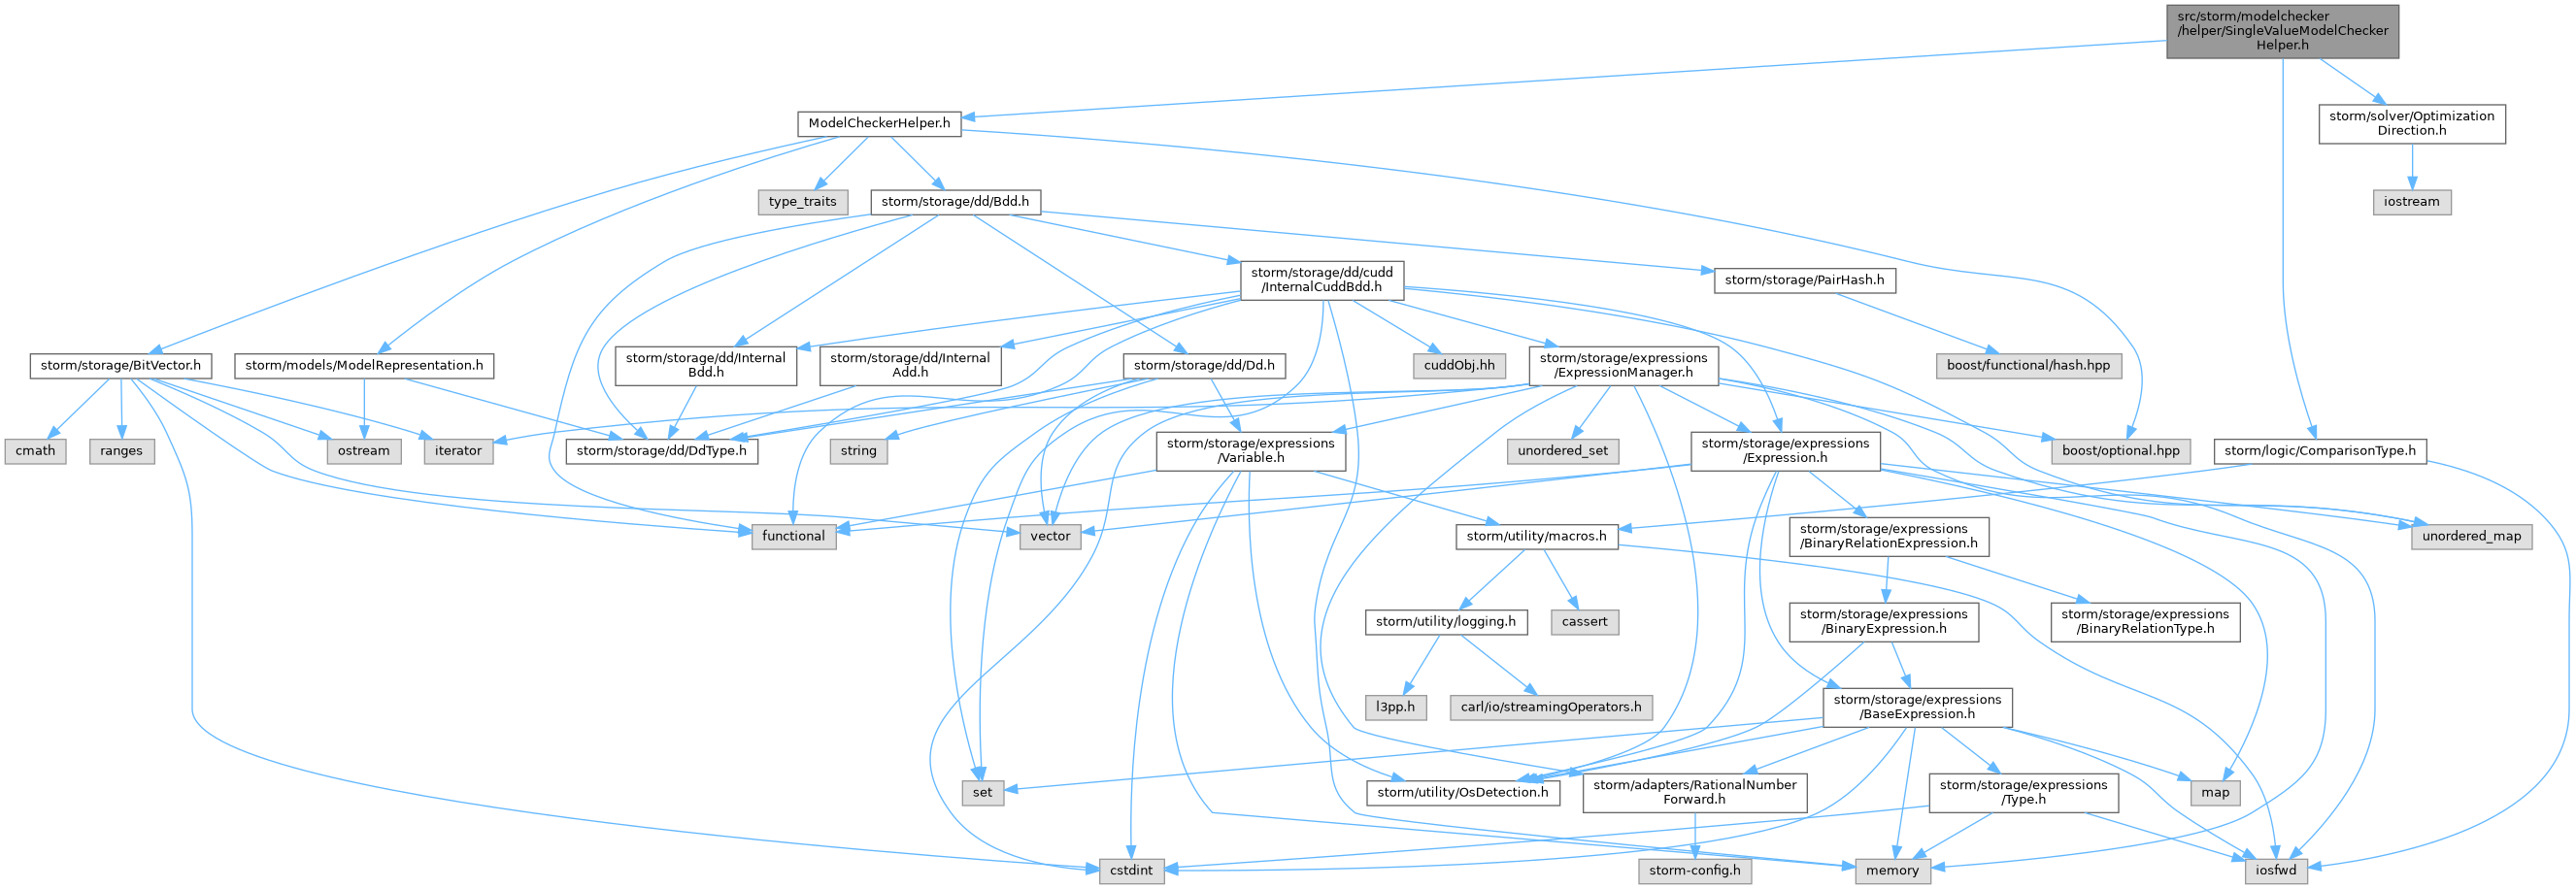 src/storm/modelchecker
/helper/SingleValueModelChecker
Helper.h
ModelCheckerHelper.h
storm/solver/Optimization
Direction.h
type_traits
storm/storage/dd/Bdd.h
iostream
storm/storage/dd/cudd
/InternalCuddBdd.h
storm/storage/PairHash.h
storm/storage/BitVector.h
storm/models/ModelRepresentation.h
storm/storage/dd/Internal
Bdd.h
storm/storage/dd/Internal
Add.h
storm/storage/dd/Dd.h
cuddObj.hh
storm/storage/expressions
/ExpressionManager.h
boost/functional/hash.hpp
cmath
ranges
ostream
iterator
storm/storage/dd/DdType.h
string
storm/storage/expressions
/Variable.h
unordered_set
storm/storage/expressions
/Expression.h
boost/optional.hpp
storm/logic/ComparisonType.h
functional
vector
storm/utility/macros.h
storm/storage/expressions
/BinaryRelationExpression.h
unordered_map
storm/utility/logging.h
cassert
storm/storage/expressions
/BinaryExpression.h
storm/storage/expressions
/BinaryRelationType.h
l3pp.h
carl/io/streamingOperators.h
storm/storage/expressions
/BaseExpression.h
set
storm/utility/OsDetection.h
storm/adapters/RationalNumber
Forward.h
storm/storage/expressions
/Type.h
map
cstdint
storm-config.h
memory
iosfwd